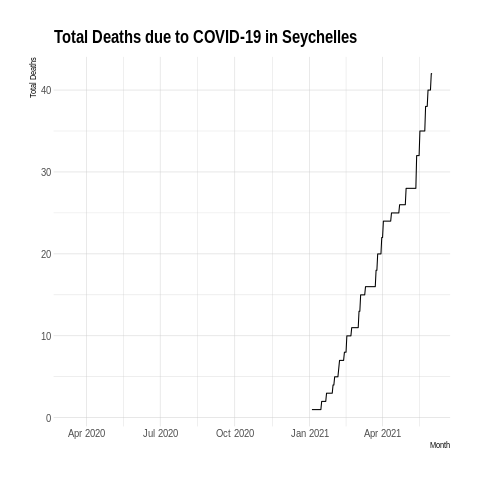 Total Deaths due to COVID-19 in Seychelles
Total Deaths
40
30
20
10
0
Apr 2020 Jul 2020 Oct 2020 Jan 2021 Apr 2021
Month